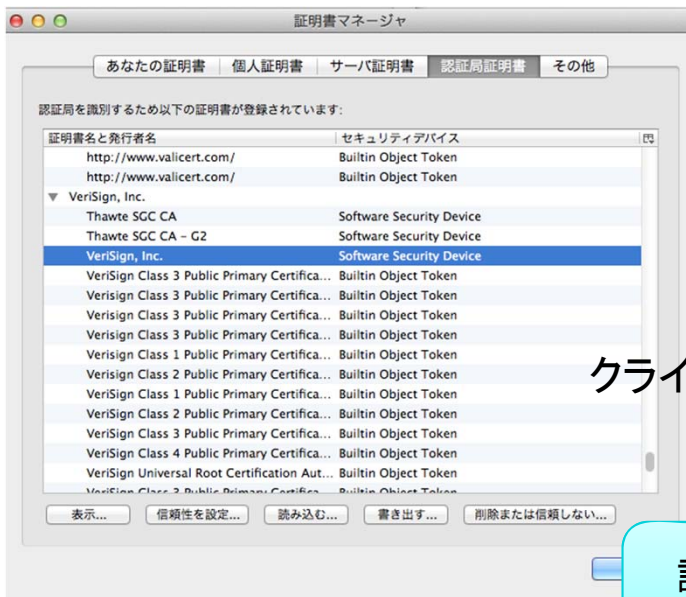 証明書マネージャ
あなたの証明書 個人証明書 サーバ証明書 認証局証明書 その他
認証局を識別するため以下の証明書が登録されています:
証明書名と発行者名 セキュリティデバイス
http://www.valicert.com/ Builtin Object Token
http://www.valicert.com/ Builtin Object Token
VeriSign, Inc.
Thawte SGC CA Software Security Device
Thawte SGC CA – G2 Software Security Device
VeriSign, Inc. Software Security Device
VeriSign Class 3 Public Primary Certifica... Builtin Object Token
Verisign Class 3 Public Primary Certifica... Builtin Object Token
VeriSign Class 3 Public Primary Certifica... Builtin Object Token
Verisign Class 3 Public Primary Certifica... Builtin Object Token
Verisign Class 1 Public Primary Certifica... Builtin Object Token
Verisign Class 2 Public Primary Certifica... Builtin Object Token
VeriSign Class 1 Public Primary Certifica... Builtin Object Token
VeriSign Class 2 Public Primary Certifica... Builtin Object Token
VeriSign Class 3 Public Primary Certifica... Builtin Object Token
VeriSign Class 4 Public Primary Certifica... Builtin Object Token
VeriSign Universal Root Certification Aut... Builtin Object Token
VeriSign Class 3 Public Primary Certifica... Builtin Object Token
クライ
表示... 信頼性を設定... 読み込む... 書き出す... 削除または信頼しない...